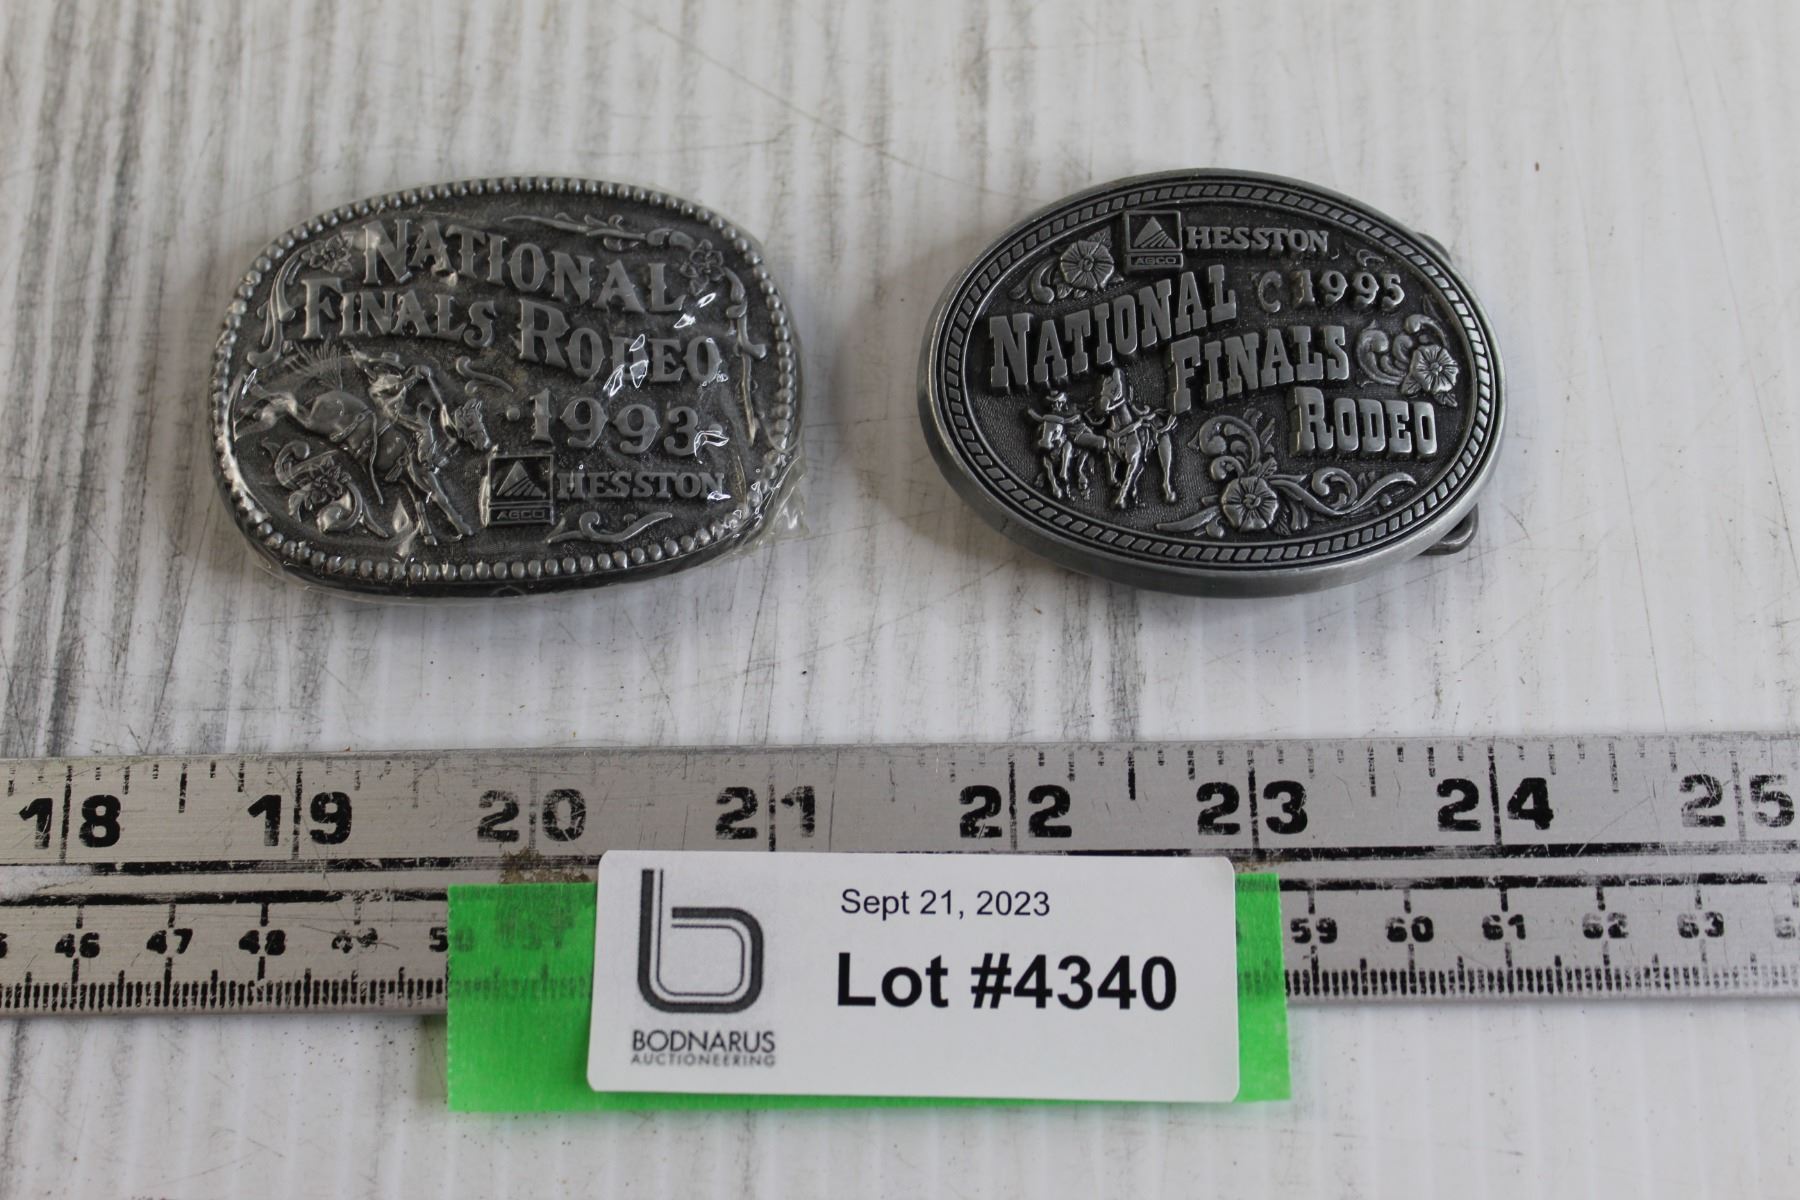 NATIONAL
FINALS RODEO
·1993·
AGCO
HESSTON
AGCO
HESSTON
1995
NATIONAL
FINALS
RODEO
18 19 20 21 22 23 24 25
46 47 48 49 59 60 61 62 63
BODNARUS
AUCTIONEERING
Sept 21, 2023
Lot #4340